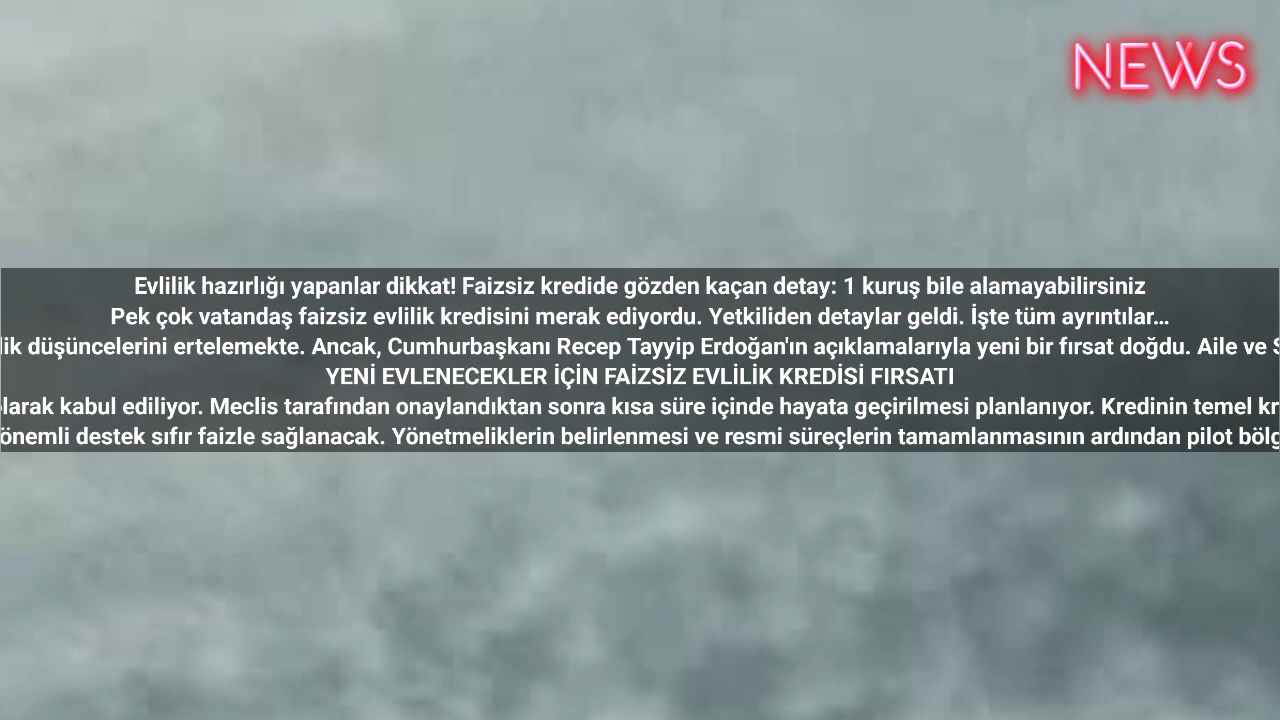 NEWS
Evlilik hazırlığı yapanlar dikkat! Faizsiz kredide gözden kaçan detay: 1 kuruş bile alamayabilirsiniz
Pek çok vatandaş faizsiz evlilik kredisini merak ediyordu. Yetkiliden detaylar geldi. İşte tüm ayrıntılar...
lik düşüncelerini ertelemekte. Ancak, Cumhurbaşkanı Recep Tayyip Erdoğan'ın açıklamalarıyla yeni bir fırsat doğdu. Aile ve S
YENİ EVLENECEKLER İÇİN FAİZSİZ EVLİLİK KREDİSİ FIRSATI
larak kabul ediliyor. Meclis tarafından onaylandıktan sonra kısa süre içinde hayata geçirilmesi planlanıyor. Kredinin temel kr
önemli destek sıfır faizle sağlanacak. Yönetmeliklerin belirlenmesi ve resmi süreçlerin tamamlanmasının ardından pilot bölg